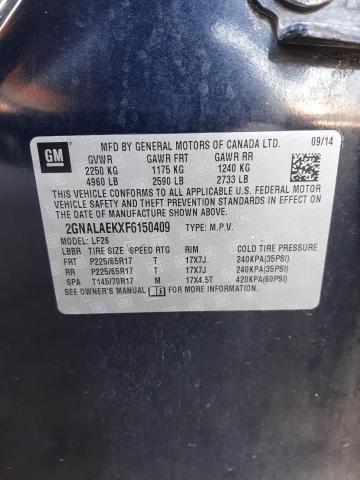 GM
MFD BY GENERAL MOTORS OF CANADA LTD. 09/14
GVWR GAWR FRT GAWR RR
2250 KG 1175 KG 1240 KG
4960 LB 2590 LB 2733 LB
THIS VEHICLE CONFORMS TO ALL APPLICABLE U.S. FEDERAL
MOTOR VEHICLE SAFETY AND THEFT PREVENTION STANDARDS IN
EFFECT ON THE DATE OF MANUFACTURE SHOWN ABOVE.
2GNALAEKXF6150409 TYPE: M.P.V.
MODEL: LF26
LBBR TIRE SIZE SPEED RTG RIM COLD TIRE PRESSURE
FRT P225/65R17 T 17X7J 240KPA(35PSI)
RR P225/65R17 T 17X7J 240KPA(35PSI)
SPA T145/70R17 M 17X4.5T 420KPA(60PSI)
SEE OWNER'S MANUAL FOR MORE INFORMATION.